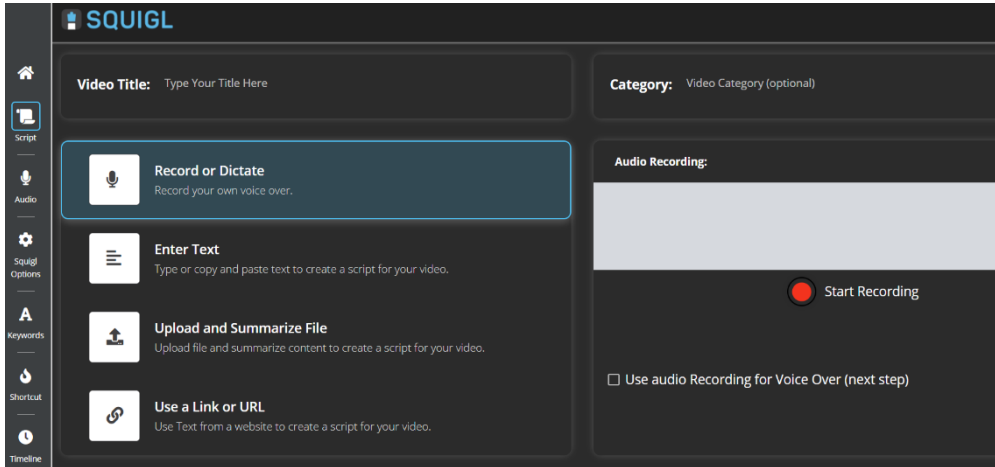 SQUIGL
Video Title: Type Your Title Here
Category: Video Category (optional)
Script
Audio
Squigl
Options
Keywords
Shortcut
Timeline
Record or Dictate
Record your own voice over.
Enter Text
Type or copy and paste text to create a script for your video.
Upload and Summarize File
Upload file and summarize content to create a script for your video.
Use a Link or URL
Use Text from a website to create a script for your video.
Audio Recording:
Start Recording
Use audio Recording for Voice Over (next step)